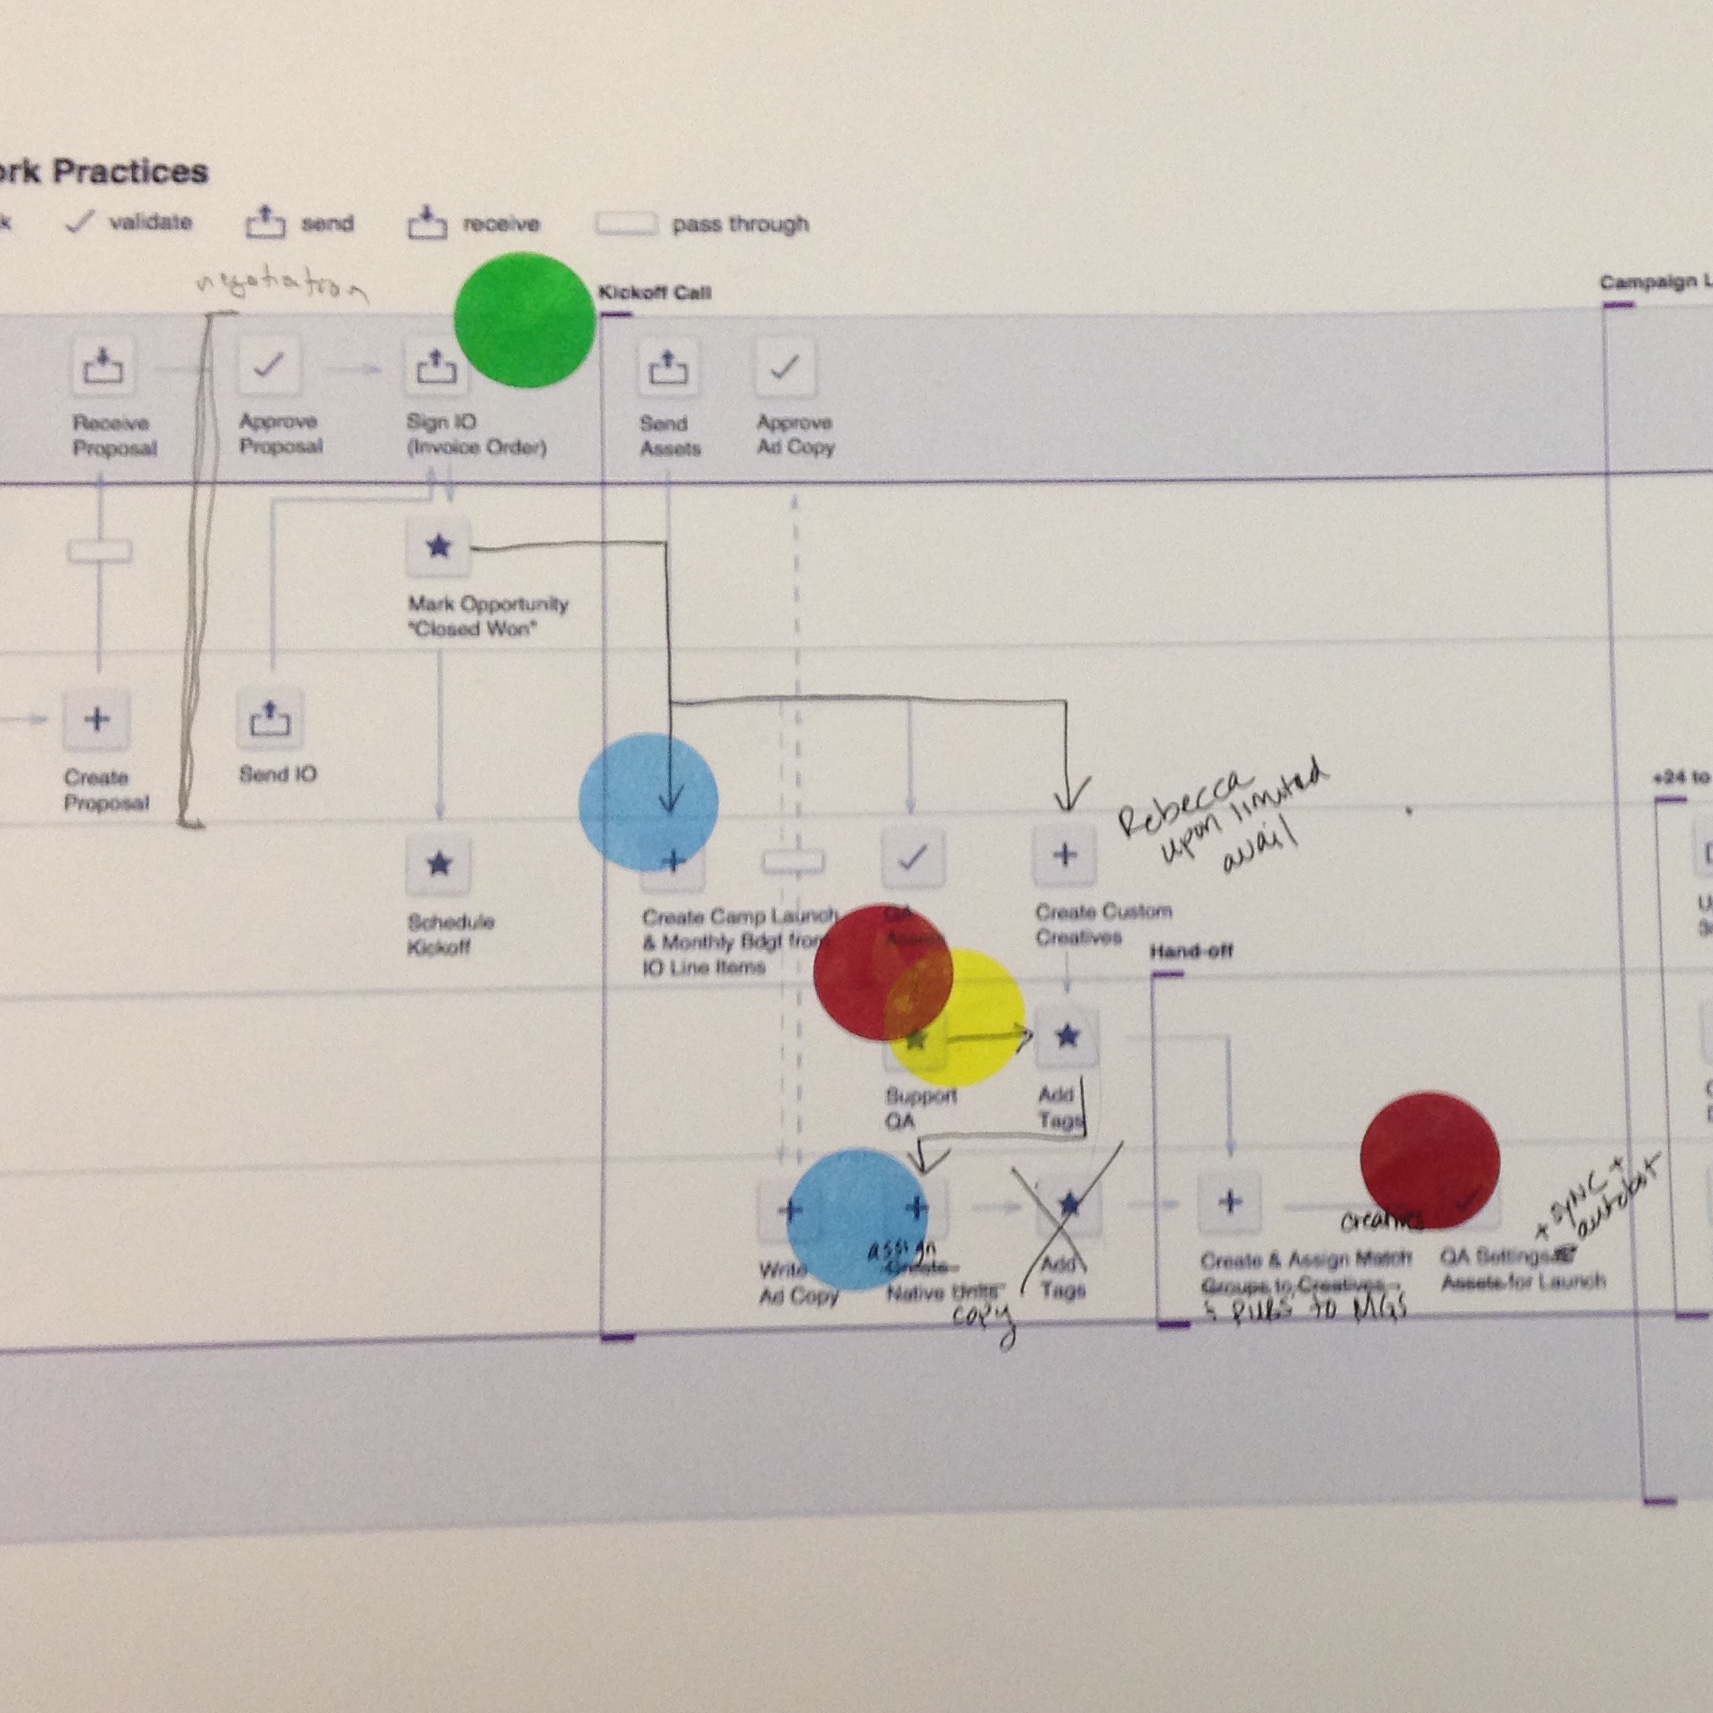 ork Practices
k validate send receive pass through
negotiation
Kickoff Call
Campaign L
Receive
Proposal
Approve
Proposal
Sign IO
(Invoice Order)
Send
Assets
Approve
Ad Copy
Mark Opportunity
"Closed Won"
Create
Proposal
Send IO
Rebecca
upon limited
avail
+24 to
Schedule
Kickoff
Create Camp Launch
& Monthly Bdgt from
IO Line Items
QA
Assets
Create Custom
Creatives
Hand-off
Support
QA
Add
Tags
Write
Ad Copy
assign
Create
Native Units
copy
Add
Tags
creatives
Create & Assign Match
Groups to Creatives
& PUBS to MGS
QA Settings
Assets for Launch
+ sync +
autobot